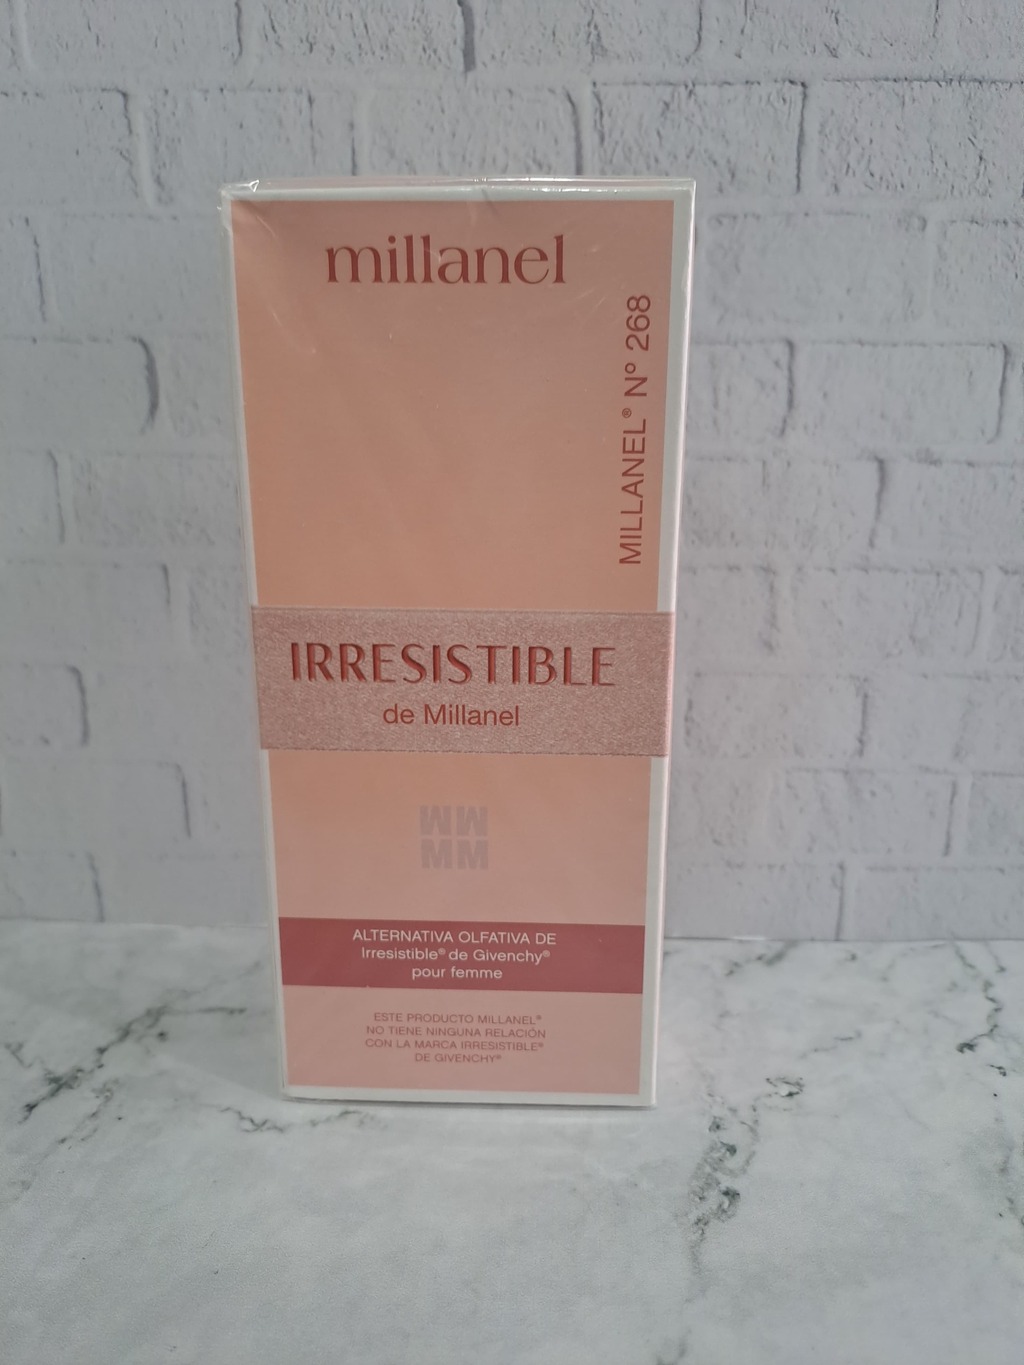 millanel
MILLANEL® Nº 268
IRRESISTIBLE
de Millanel
MM
MM
ALTERNATIVA OLFATIVA DE
Irresistible® de Givenchy®
pour femme
ESTE PRODUCTO MILLANEL®
NO TIENE NINGUNA RELACIÓN
CON LA MARCA IRRESISTIBLE®
DE GIVENCHY®